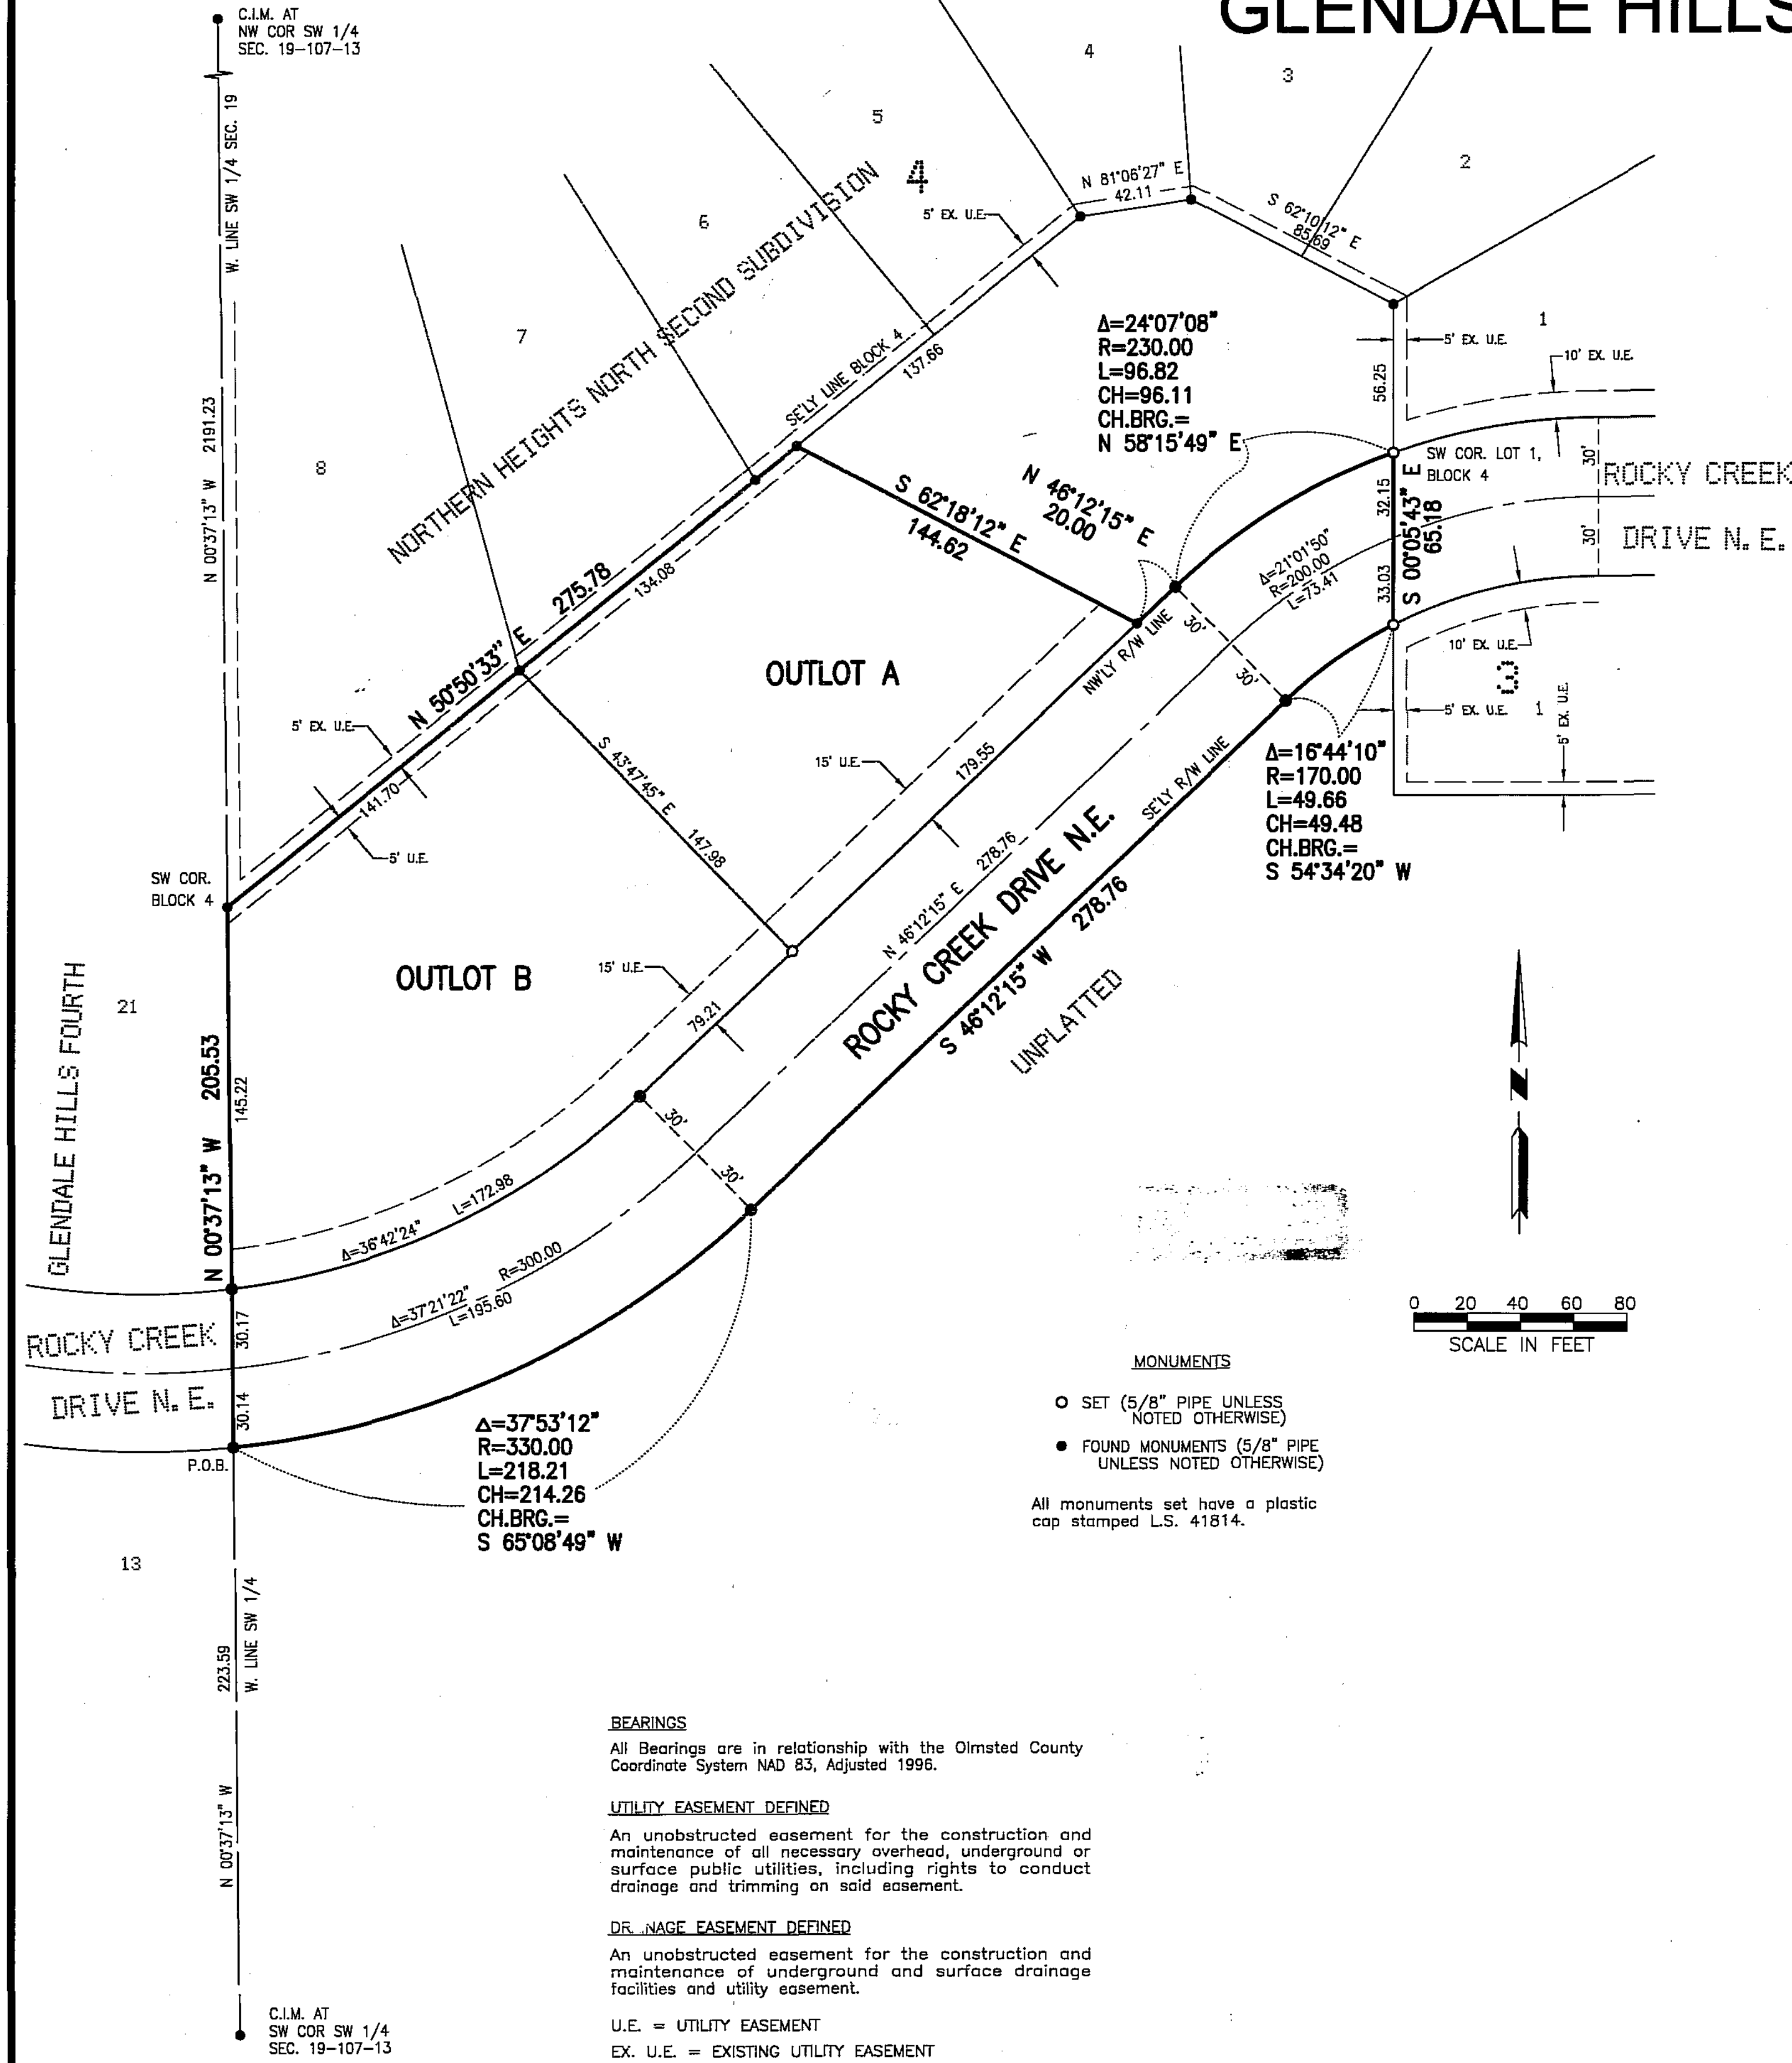 GLENDALE HILLS
C.I.M. AT
NW COR SW 1/4
SEC. 19-107-13
W. LINE SW 1/4 SEC. 19
N 00°37'13" W 2191.23
4
3
5
2
4
6
7
8
1
NORTHERN HEIGHTS NORTH SECOND SUBDIVISION
5' EX. U.E.
N 81°06'27" E
42.11
S 62°10'12" E
85.69
SE'LY LINE BLOCK 4
137.66
Δ=24°07'08"
R=230.00
L=96.82
CH=96.11
CH.BRG.=
N 58°15'49" E
5' EX. U.E.
10' EX. U.E.
56.25
SW COR. LOT 1,
BLOCK 4
30'
30'
ROCKY CREEK
DRIVE N.E.
32.15
33.03
S 00°05'43" E
65.18
N 46°12'15" E
20.00
S 62°18'12" E
144.62
Δ=21°01'50"
R=200.00
L=73.41
N 50°50'33" E 275.78
134.08
5' EX. U.E.
141.70
5' U.E.
OUTLOT A
NW'LY R/W LINE
30'
30'
10' EX. U.E.
3
5' EX. U.E.
1
5' EX. U.E.
S 43°47'45" E 147.98
15' U.E.
179.55
SE'LY R/W LINE
Δ=16°44'10"
R=170.00
L=49.66
CH=49.48
CH.BRG.=
S 54°34'20" W
SW COR.
BLOCK 4
N 46°12'15" E 278.76
ROCKY CREEK DRIVE N.E.
S 46°12'15" W 278.76
UNPLATTED
OUTLOT B
15' U.E.
79.21
21
GLENDALE HILLS FOURTH
N 00°37'13" W 205.53
145.22
30'
30'
N
Δ=36°42'24" L=172.98
Δ=37°21'22" R=300.00
L=195.60
ROCKY CREEK
DRIVE N.E.
30.17
30.14
P.O.B.
0 20 40 60 80
SCALE IN FEET
MONUMENTS
SET (5/8" PIPE UNLESS
NOTED OTHERWISE)
FOUND MONUMENTS (5/8" PIPE
UNLESS NOTED OTHERWISE)
All monuments set have a plastic
cap stamped L.S. 41814.
Δ=37°53'12"
R=330.00
L=218.21
CH=214.26
CH.BRG.=
S 65°08'49" W
13
223.59
W. LINE SW 1/4
N 00°37'13" W
BEARINGS
All Bearings are in relationship with the Olmsted County
Coordinate System NAD 83, Adjusted 1996.
UTILITY EASEMENT DEFINED
An unobstructed easement for the construction and
maintenance of all necessary overhead, underground or
surface public utilities, including rights to conduct
drainage and trimming on said easement.
DR NAGE EASEMENT DEFINED
An unobstructed easement for the construction and
maintenance of underground and surface drainage
facilities and utility easement.
U.E. = UTILITY EASEMENT
EX. U.E. = EXISTING UTILITY EASEMENT
C.I.M. AT
SW COR SW 1/4
SEC. 19-107-13